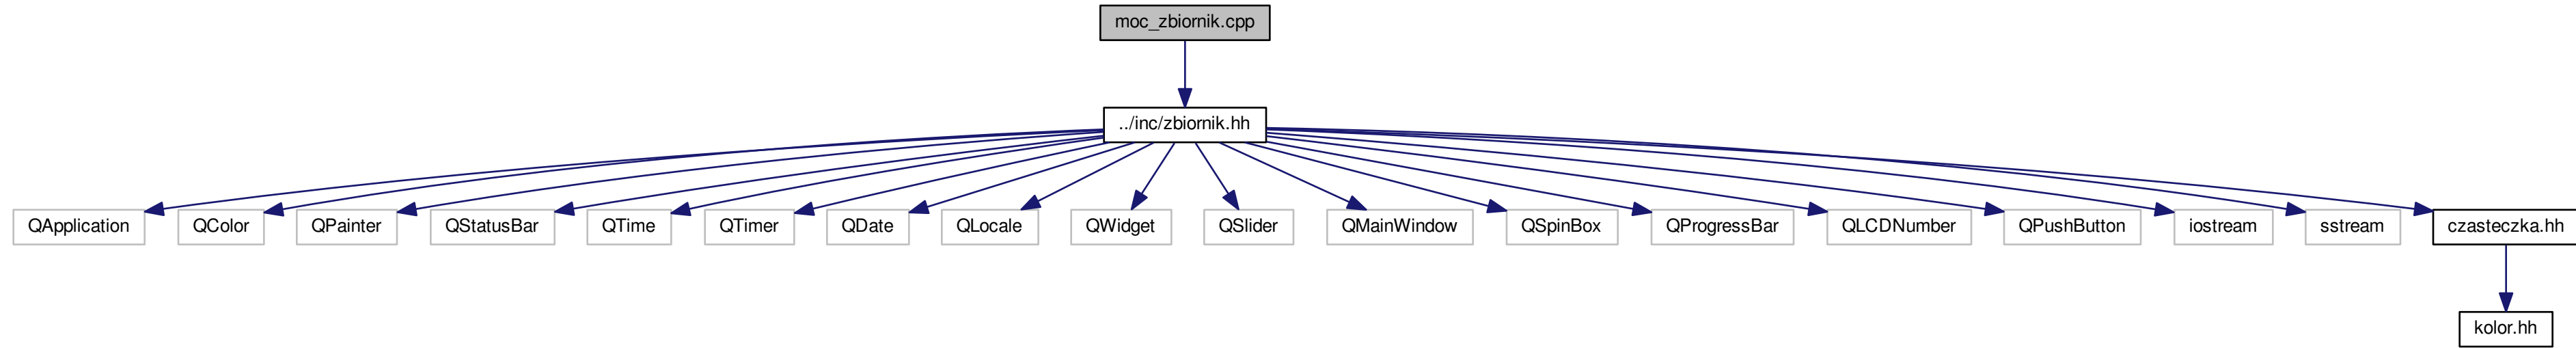 moc_zbiornik.cpp
../inc/zbiornik.hh
QApplication
QColor
QPainter
QStatusBar
QTime
QTimer
QDate
QLocale
QWidget
QSlider
QMainWindow
QSpinBox
QProgressBar
QLCDNumber
QPushButton
iostream
sstream
czasteczka.hh
kolor.hh